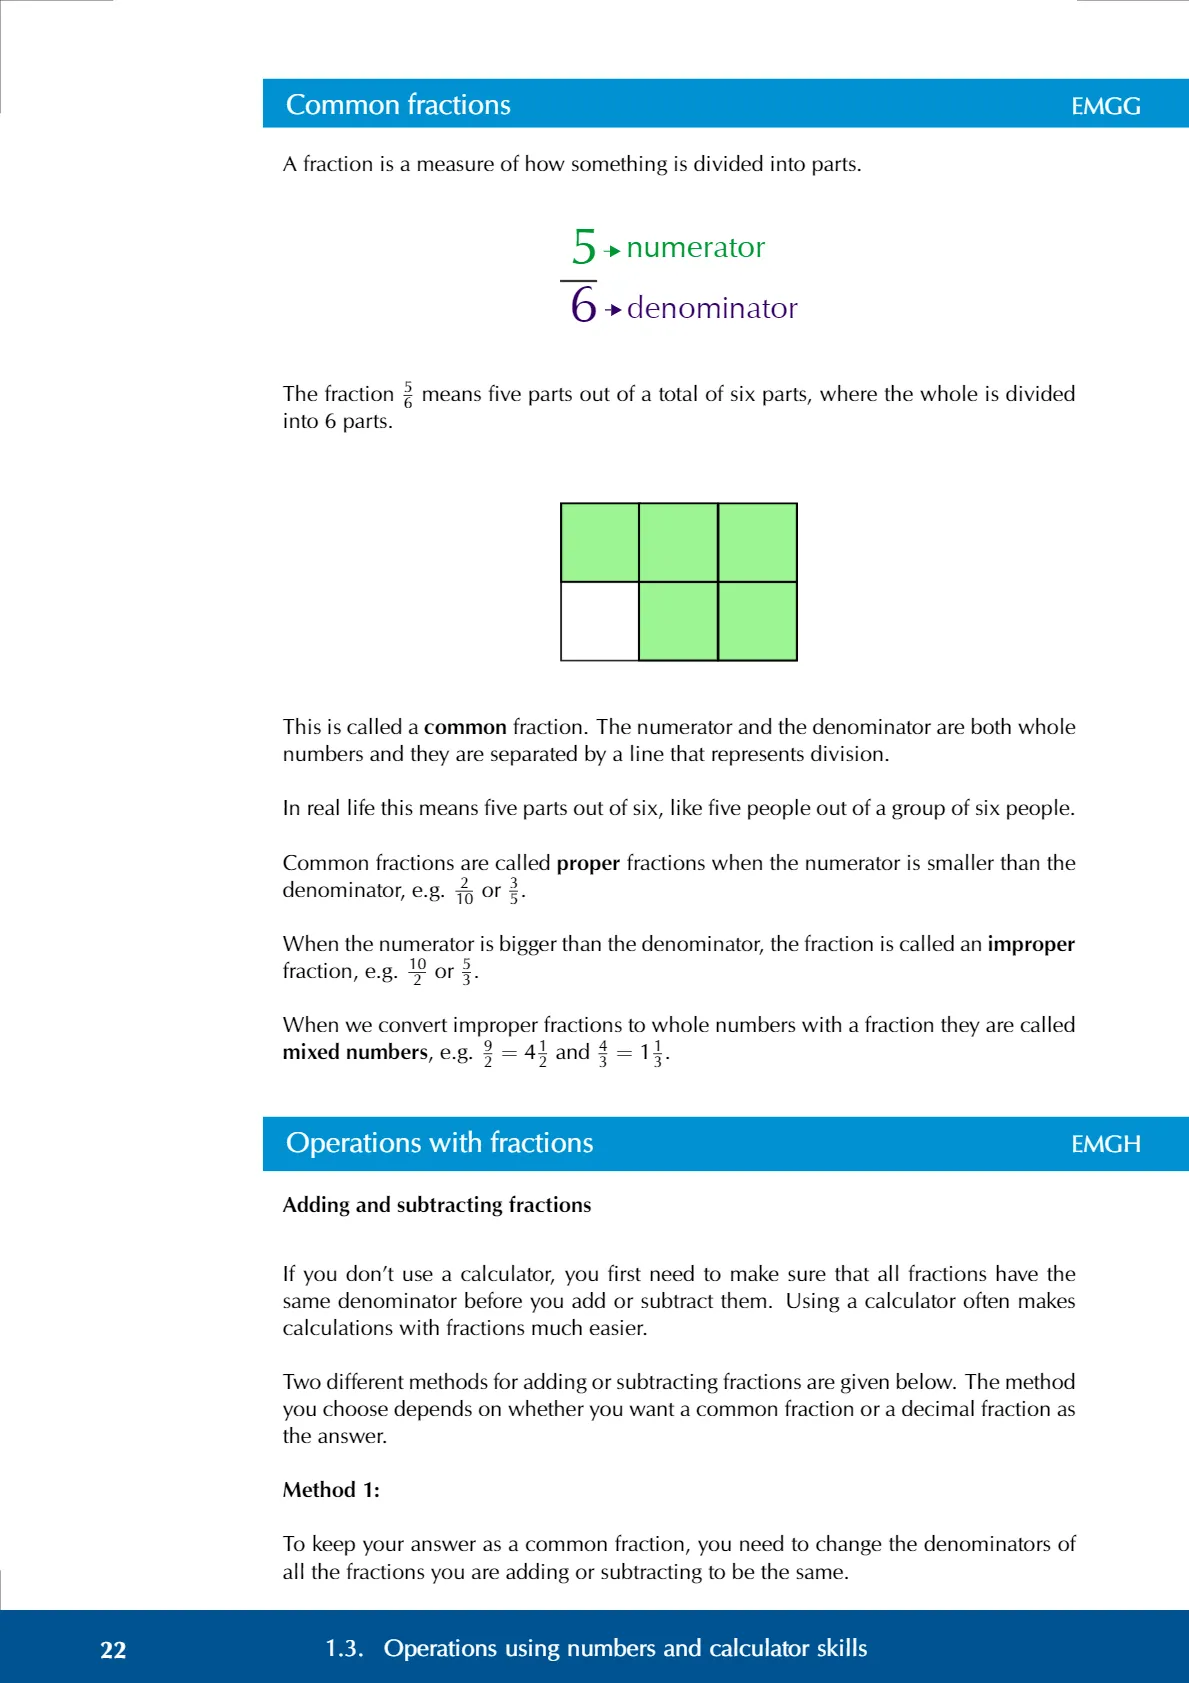 Common fractions EMGG
A fraction is a measure of how something is divided into parts.
5 → numerator
6 → denominator
The fraction 5/6 means five parts out of a total of six parts, where the whole is divided
into 6 parts.
This is called a common fraction. The numerator and the denominator are both whole
numbers and they are separated by a line that represents division.
In real life this means five parts out of six, like five people out of a group of six people.
Common fractions are called proper fractions when the numerator is smaller than the
denominator, e.g. 2/10 or 3/5.
When the numerator is bigger than the denominator, the fraction is called an improper
fraction, e.g. 10/2 or 5/3.
When we convert improper fractions to whole numbers with a fraction they are called
mixed numbers, e.g. 9/2 = 4 1/2 and 4/3 = 1 1/3.
Operations with fractions EMGH
Adding and subtracting fractions
If you don’t use a calculator, you first need to make sure that all fractions have the
same denominator before you add or subtract them. Using a calculator often makes
calculations with fractions much easier.
Two different methods for adding or subtracting fractions are given below. The method
you choose depends on whether you want a common fraction or a decimal fraction as
the answer.
Method 1:
To keep your answer as a common fraction, you need to change the denominators of
all the fractions you are adding or subtracting to be the same.
22 1.3. Operations using numbers and calculator skills